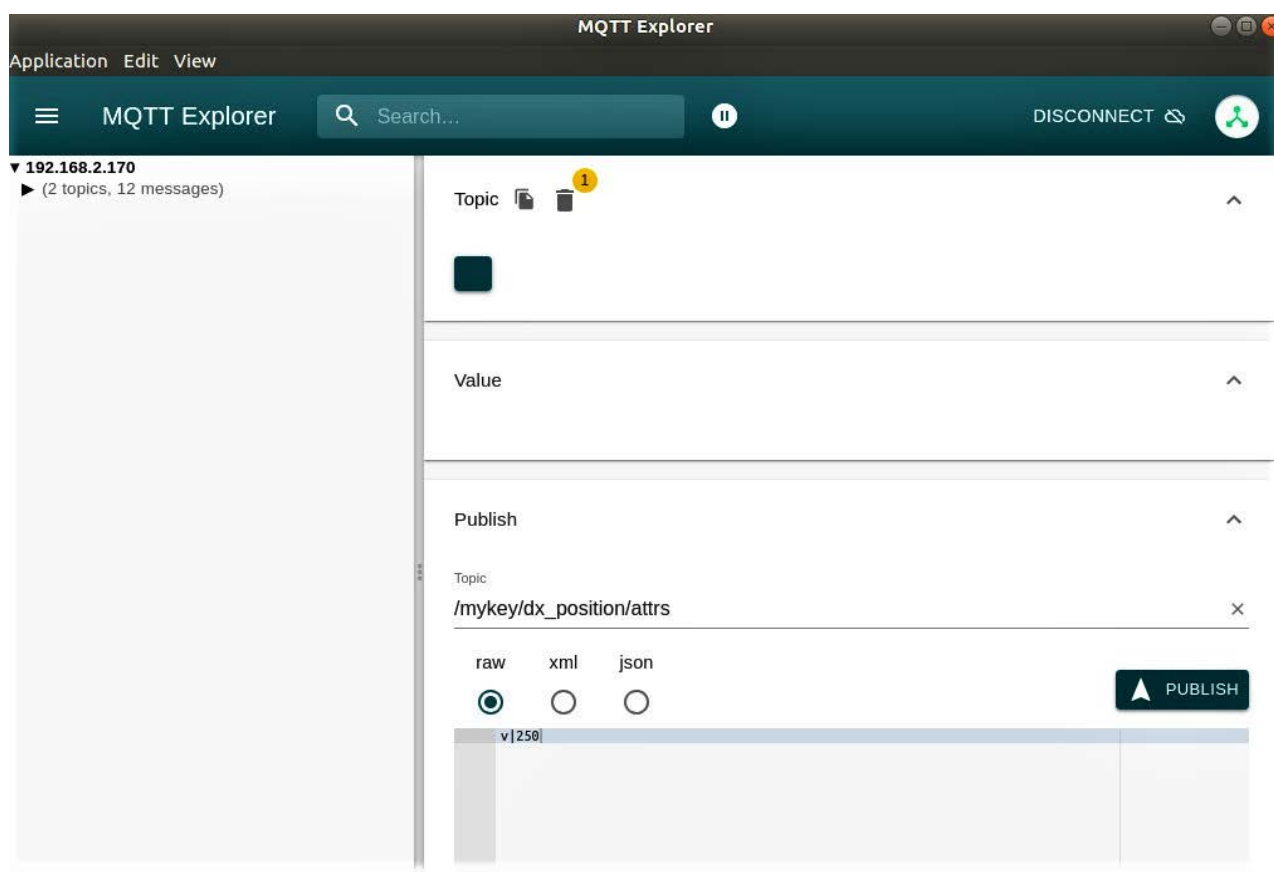 MQTT Explorer
Application Edit View
MQTT Explorer
Search...
DISCONNECT
▼ 192.168.2.170
▶ (2 topics, 12 messages)
Topic
1
Value
Publish
Topic
/mykey/dx_position/attrs
raw xml json
PUBLISH
v|250